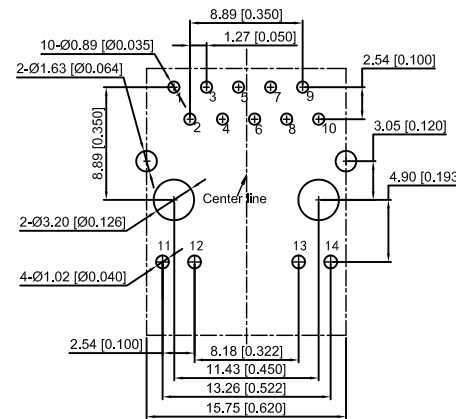 8.89 [0.350]
10-Ø0.89 [Ø0.035]
1.27 [0.050]
2-Ø1.63 [Ø0.064]
2.54 [0.100]
1 3 5 7 9
2 4 6 8 10
3.05 [0.120]
8.89 [0.350]
4.90 [0.193]
Center line
2-Ø3.20 [Ø0.126]
11 12 13 14
4-Ø1.02 [Ø0.040]
2.54 [0.100]
8.18 [0.322]
11.43 [0.450]
13.26 [0.522]
15.75 [0.620]